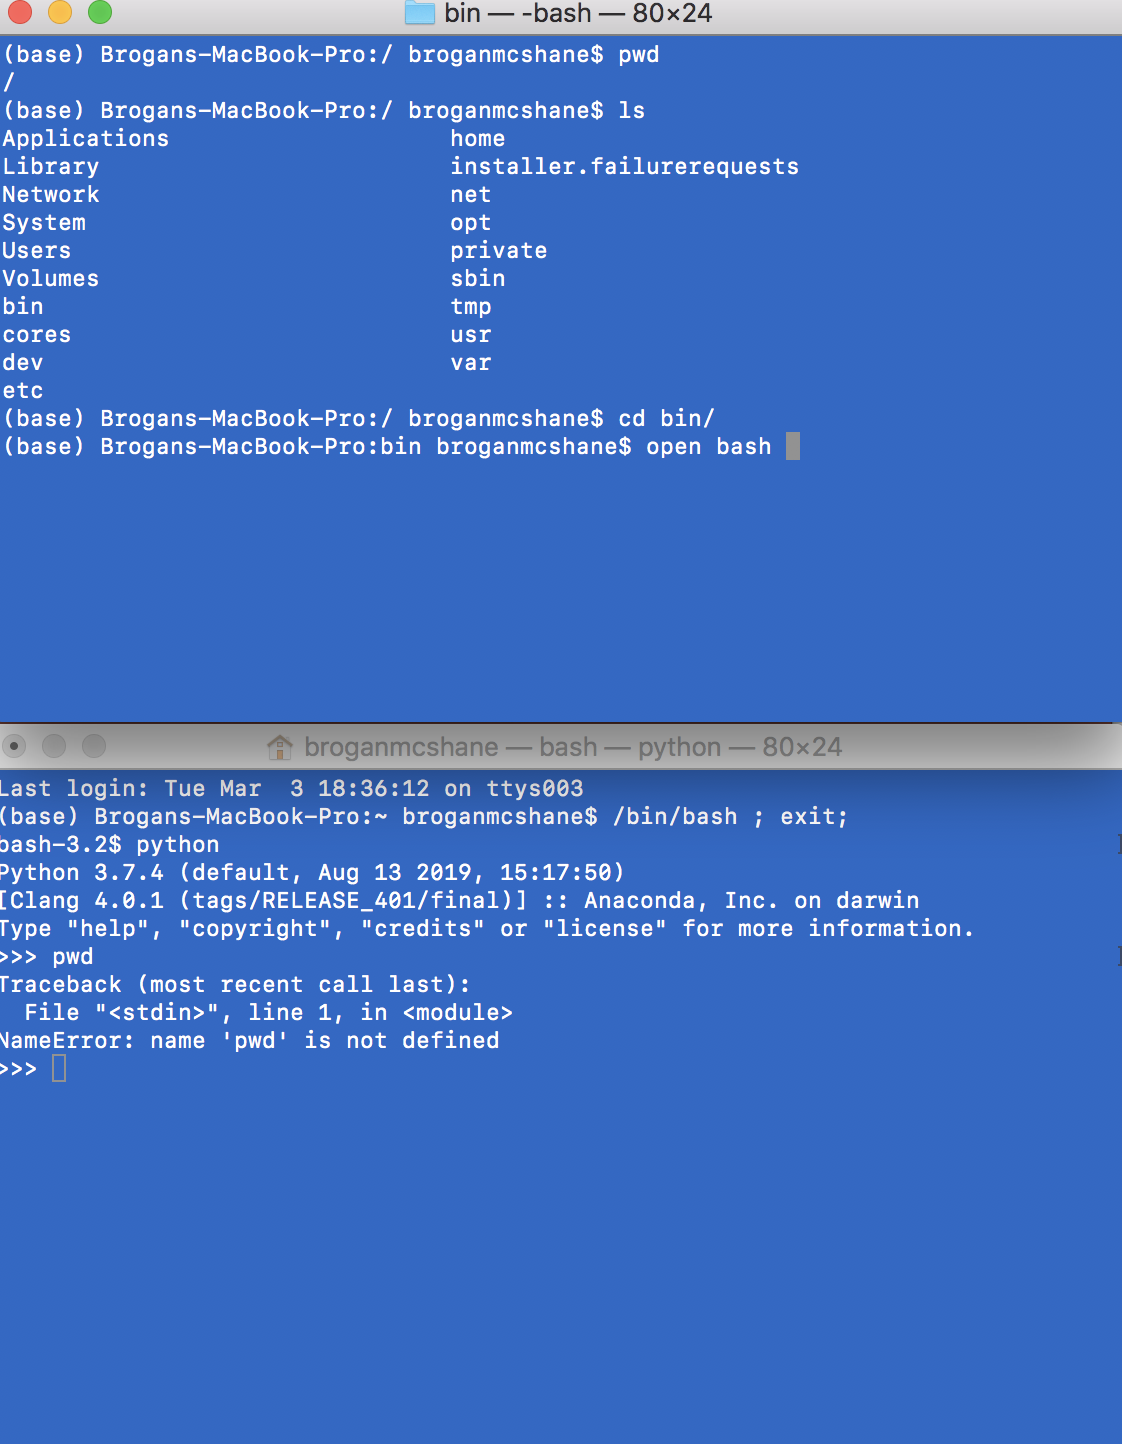 bin — -bash — 80×24
(base) Brogans-MacBook-Pro:/ broganmcshane$ pwd
/
(base) Brogans-MacBook-Pro:/ broganmcshane$ ls
Applications home
Library installer.failurerequests
Network net
System opt
Users private
Volumes sbin
bin tmp
cores usr
dev var
etc
(base) Brogans-MacBook-Pro:/ broganmcshane$ cd bin/
(base) Brogans-MacBook-Pro:bin broganmcshane$ open bash
broganmcshane — bash — python — 80×24
Last login: Tue Mar  3 18:36:12 on ttys003
(base) Brogans-MacBook-Pro:~ broganmcshane$ /bin/bash ; exit;
bash-3.2$ python
Python 3.7.4 (default, Aug 13 2019, 15:17:50)
[Clang 4.0.1 (tags/RELEASE_401/final)] :: Anaconda, Inc. on darwin
Type "help", "copyright", "credits" or "license" for more information.
>>> pwd
Traceback (most recent call last):
  File "<stdin>", line 1, in <module>
NameError: name 'pwd' is not defined
>>>